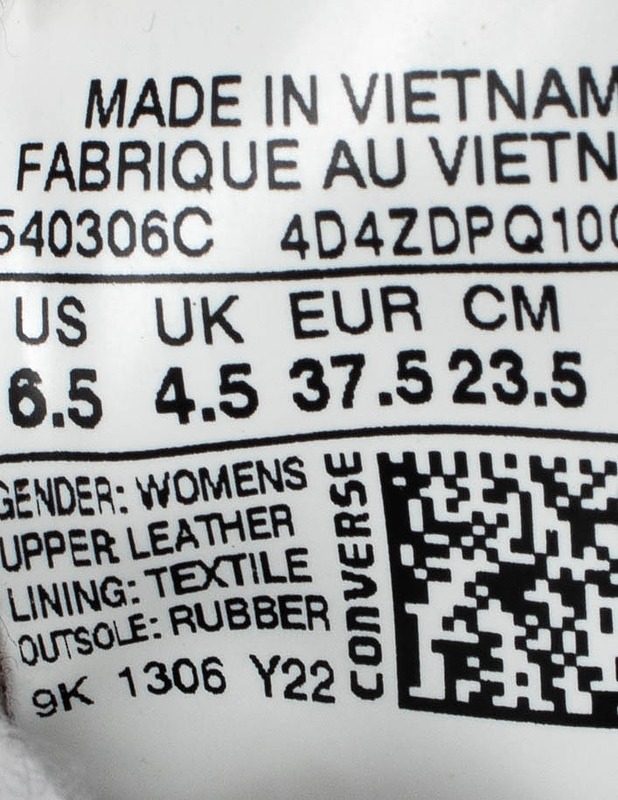 MADE IN VIETNAM
FABRIQUE AU VIETN
540306C 4D4ZDPQ100
US UK EUR CM
6.5 4.5 37.5 23.5
GENDER: WOMENS
UPPER LEATHER
LINING: TEXTILE
OUTSOLE: RUBBER
9K 1306 Y22
CONVERSE